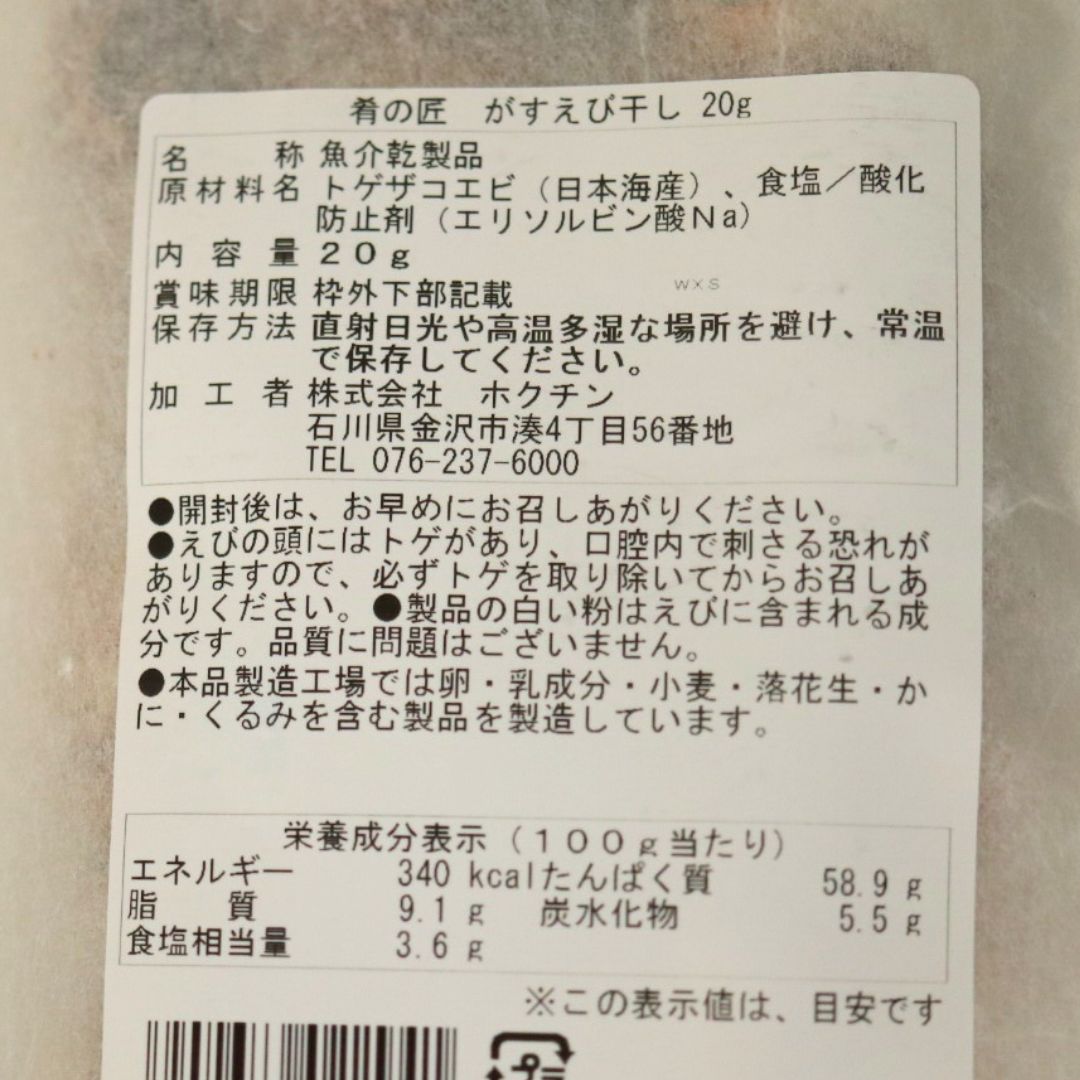 肴の匠 がすえび干し 20g
名称 魚介乾製品
原材料名 トゲザコエビ（日本海産）、食塩／酸化
防止剤（エリソルビン酸Na）
内容量 20g
賞味期限 枠外下部記載 WXS
保存方法 直射日光や高温多湿な場所を避け、常温
で保存してください。
加工者 株式会社 ホクチン
石川県金沢市湊4丁目56番地
TEL 076-237-6000
●開封後は、お早めにお召しあがりください。
●えびの頭にはトゲがあり、口腔内で刺さる恐れが
ありますので、必ずトゲを取り除いてからお召しあ
がりください。●製品の白い粉はえびに含まれる成
分です。品質に問題はございません。
●本品製造工場では卵・乳成分・小麦・落花生・か
に・くるみを含む製品を製造しています。
栄養成分表示（100g当たり）
エネルギー 340 kcal たんぱく質 58.9 g
脂質 9.1 g 炭水化物 5.5 g
食塩相当量 3.6 g
※この表示値は、目安です